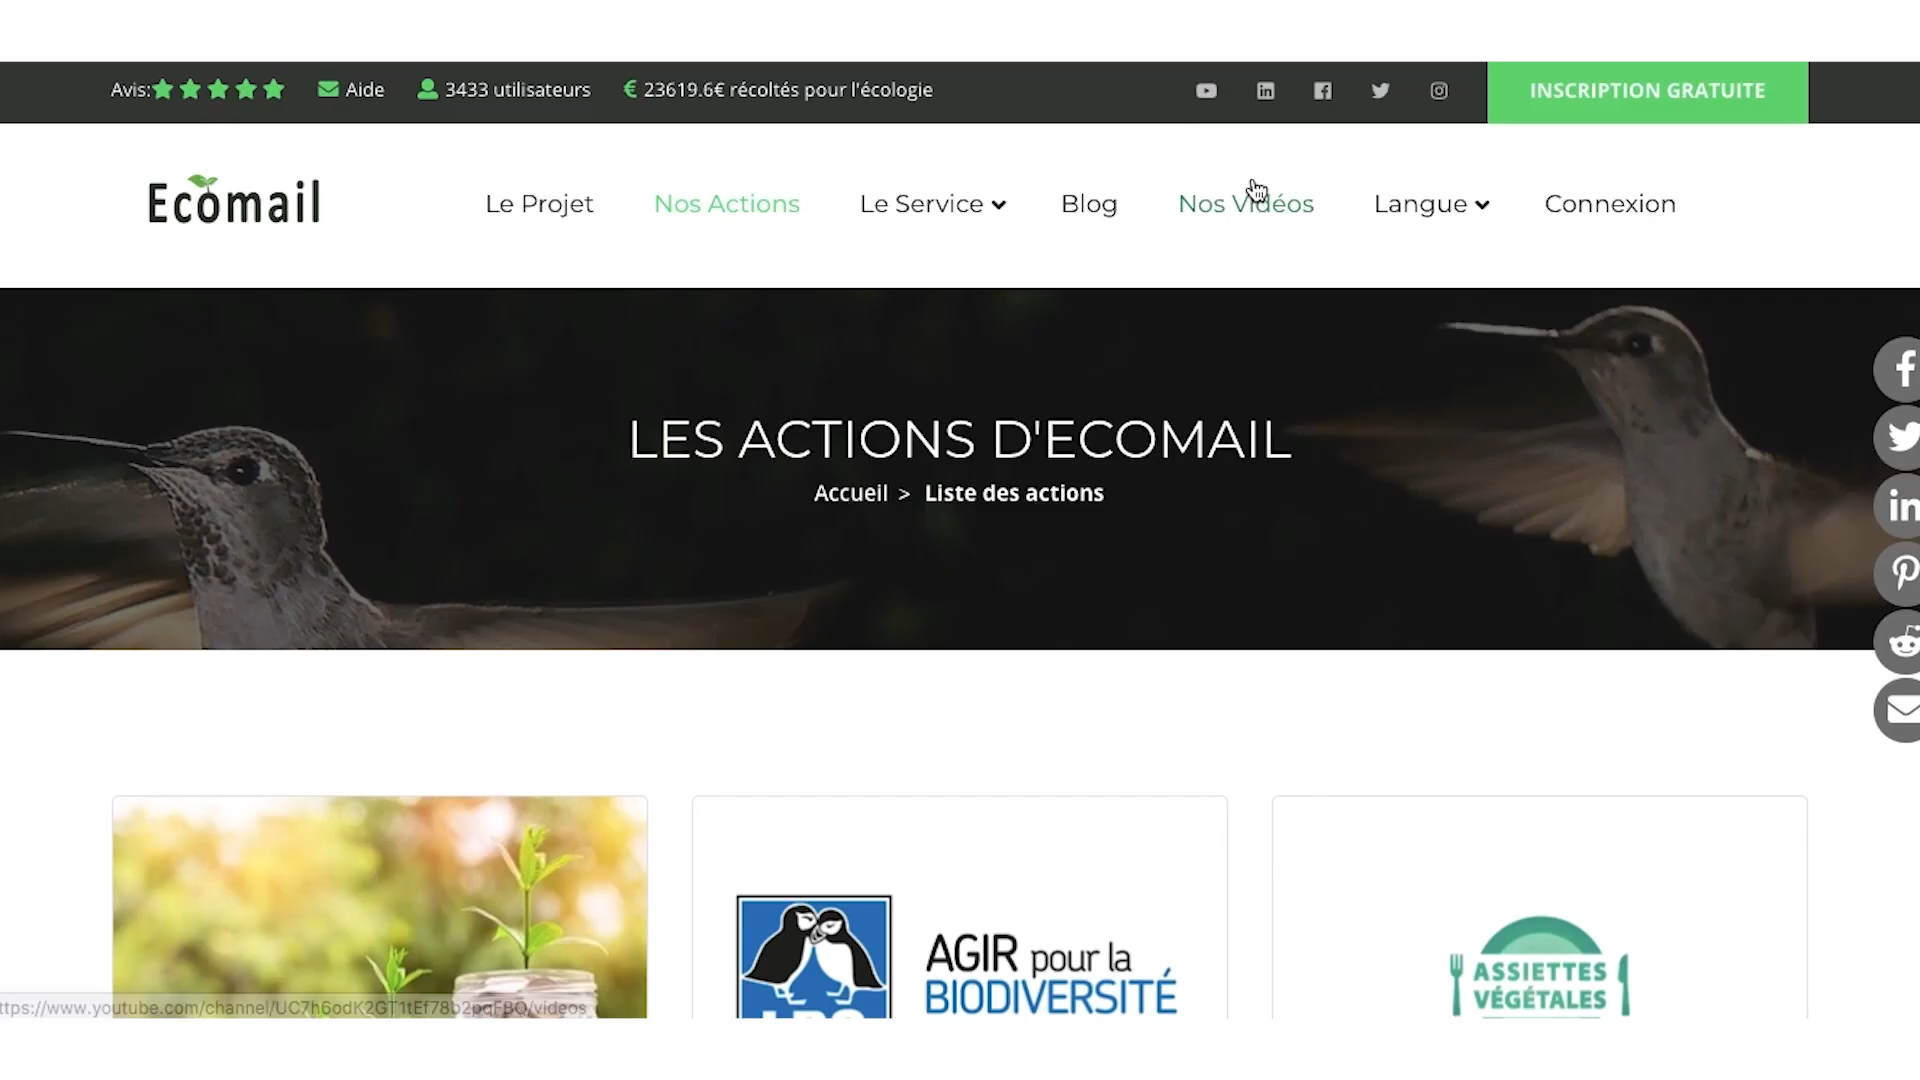 Avis:
Aide
3433 utilisateurs
€ 23619.6€ récoltés pour l'écologie
INSCRIPTION GRATUITE
Ecomail
Le Projet
Nos Actions
Le Service
Blog
Nos Vidéos
Langue
Connexion
LES ACTIONS D'ECOMAIL
Accueil > Liste des actions
AGIR pour la
BIODIVERSITÉ
ASSIETTES
VÉGÉTALES